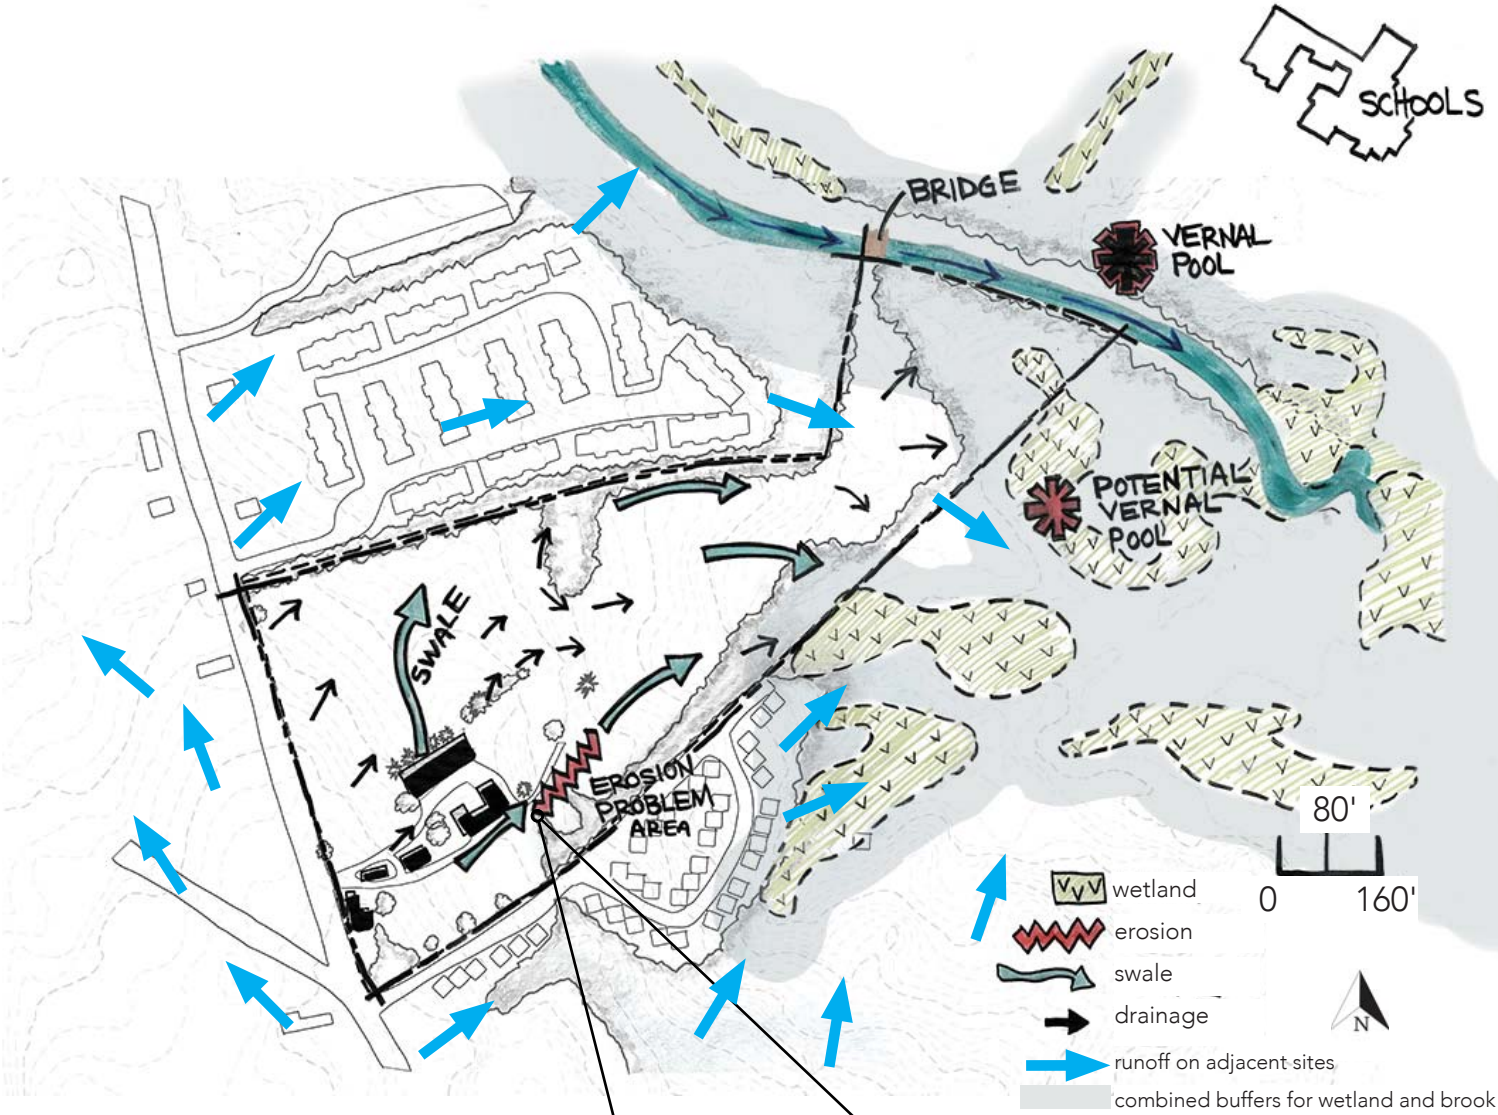 SCHOOLS
BRIDGE
VERNAL
POOL
POTENTIAL
VERNAL
POOL
SWALE
EROSION
PROBLEM
AREA
80'
0
160'
wetland
erosion
swale
drainage
N
runoff on adjacent sites
combined buffers for wetland and brook